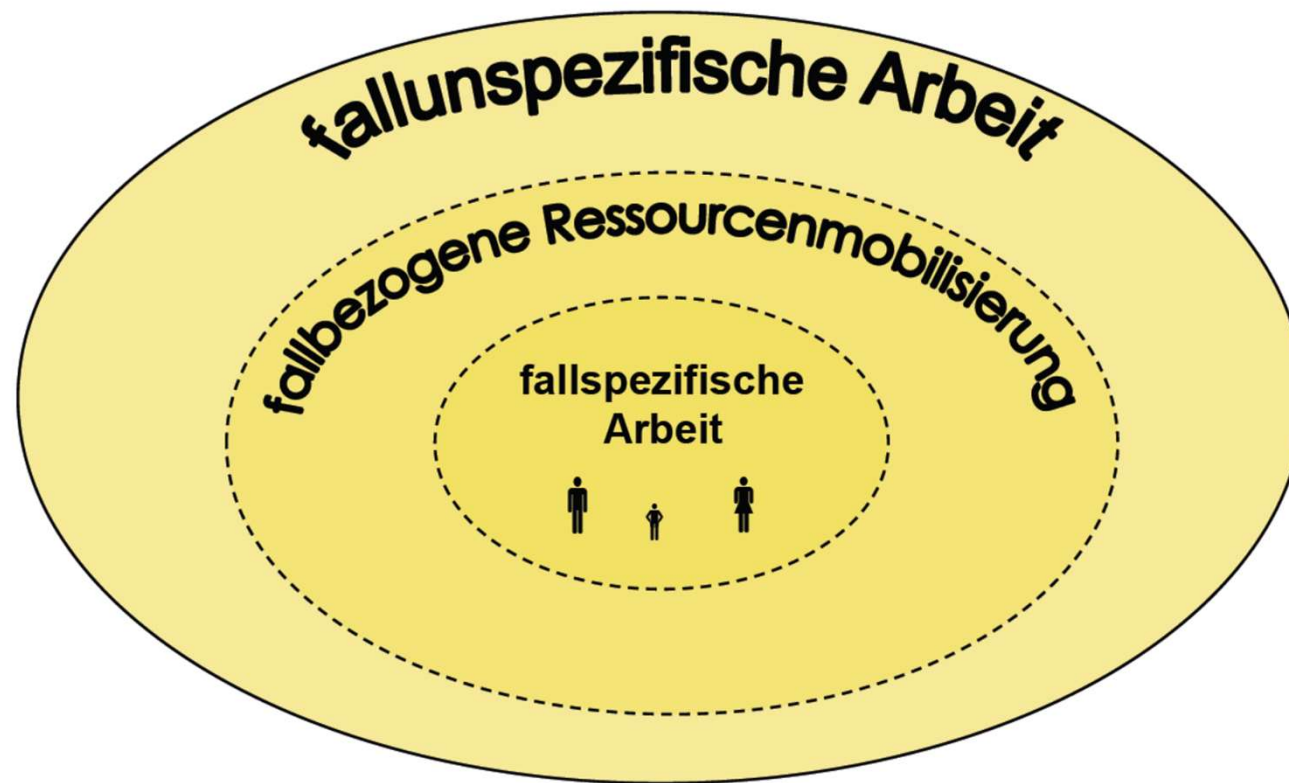 fallunspezifische Arbeit
fallbezogene Ressourcenmobilisierung
fallspezifische
Arbeit